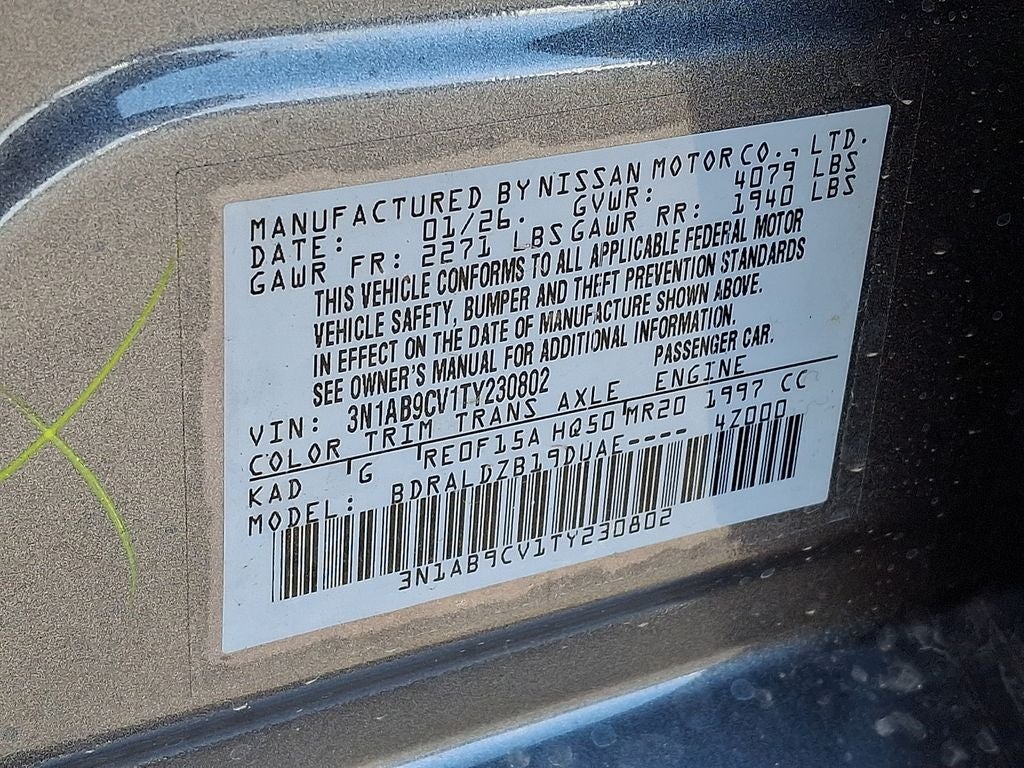 MANUFACTURED BY NISSAN MOTOR CO., LTD.
DATE: 01/26. GVWR: 4079 LBS
GAWR FR: 2271 LBS GAWR RR: 1940 LBS
THIS VEHICLE CONFORMS TO ALL APPLICABLE FEDERAL MOTOR
VEHICLE SAFETY, BUMPER AND THEFT PREVENTION STANDARDS
IN EFFECT ON THE DATE OF MANUFACTURE SHOWN ABOVE.
SEE OWNER'S MANUAL FOR ADDITIONAL INFORMATION.
VIN: 3N1AB9CV1TY230802 PASSENGER CAR.
COLOR TRIM TRANS AXLE ENGINE
KAD G RE0F15A HQ50 MR20 1997 CC
MODEL: BDRALDZB19DUAE---- 4Z000
3N1AB9CV1TY230802